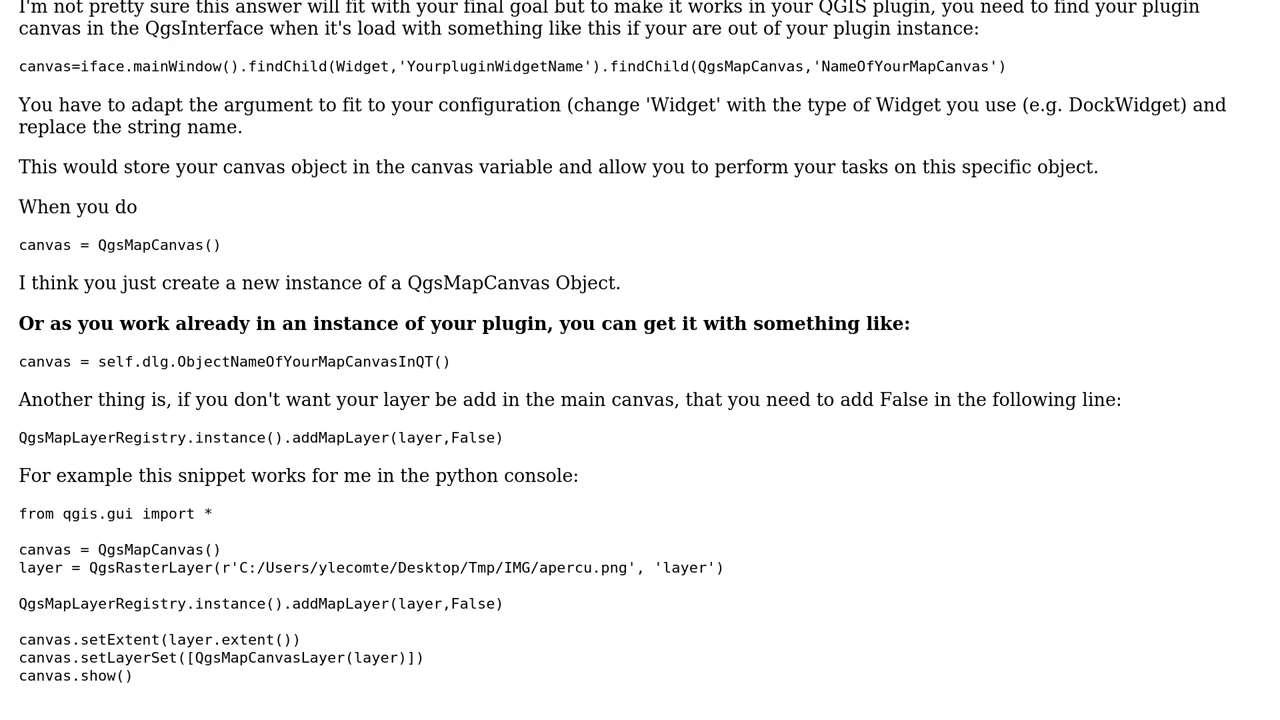 I'm not pretty sure this answer will fit with your final goal but to make it works in your QGIS plugin, you need to find your plugin
canvas in the QgsInterface when it's load with something like this if your are out of your plugin instance:
canvas=iface.mainWindow().findChild(Widget,'YourpluginWidgetName').findChild(QgsMapCanvas,'NameOfYourMapCanvas')
You have to adapt the argument to fit to your configuration (change 'Widget' with the type of Widget you use (e.g. DockWidget) and
replace the string name.
This would store your canvas object in the canvas variable and allow you to perform your tasks on this specific object.
When you do
canvas = QgsMapCanvas()
I think you just create a new instance of a QgsMapCanvas Object.
Or as you work already in an instance of your plugin, you can get it with something like:
canvas = self.dlg.ObjectNameOfYourMapCanvasInQT()
Another thing is, if you don't want your layer be add in the main canvas, that you need to add False in the following line:
QgsMapLayerRegistry.instance().addMapLayer(layer,False)
For example this snippet works for me in the python console:
from qgis.gui import *
canvas = QgsMapCanvas()
layer = QgsRasterLayer(r'C:/Users/ylecomte/Desktop/Tmp/IMG/apercu.png', 'layer')
QgsMapLayerRegistry.instance().addMapLayer(layer,False)
canvas.setExtent(layer.extent())
canvas.setLayerSet([QgsMapCanvasLayer(layer)])
canvas.show()